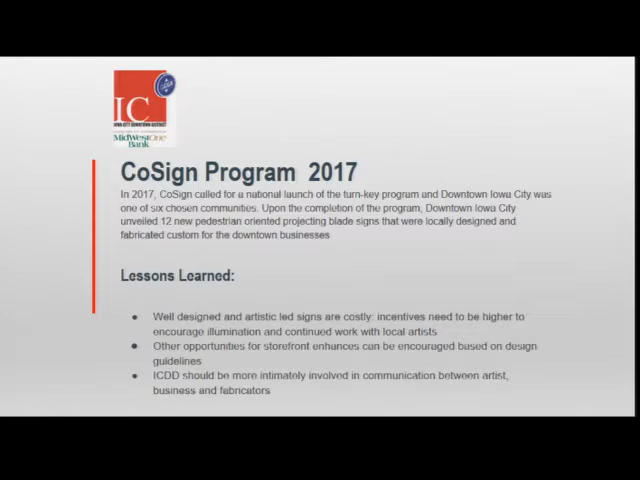 IC
IOWA CITY DOWNTOWN DISTRICT
MidWestOne
Bank
CoSign Program 2017
In 2017, CoSign called for a national launch of the turn-key program and Downtown Iowa City was
one of six chosen communities. Upon the completion of the program, Downtown Iowa City
unveiled 12 new pedestrian oriented projecting blade signs that were locally designed and
fabricated custom for the downtown businesses
Lessons Learned:
• Well designed and artistic led signs are costly: incentives need to be higher to
encourage illumination and continued work with local artists
• Other opportunities for storefront enhances can be encouraged based on design
guidelines
• ICDD should be more intimately involved in communication between artist,
business and fabricators